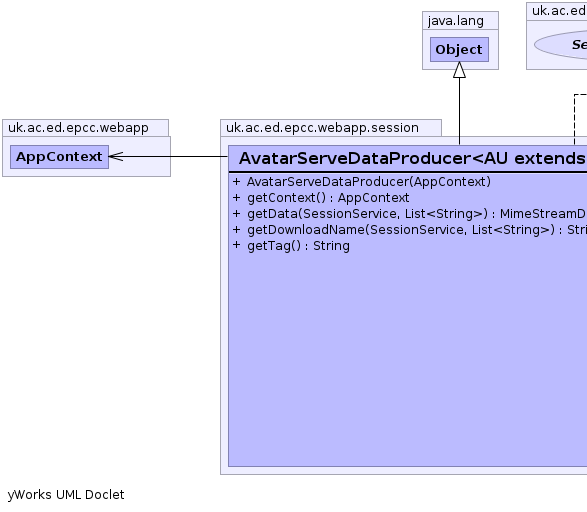 java.lang
uk.ac.ed
Object
Se
uk.ac.ed.epcc.webapp
AppContext
uk.ac.ed.epcc.webapp.session
AvatarServeDataProducer<AU extends
+ AvatarServeDataProducer(AppContext)
+ getContext() : AppContext
+ getData(SessionService, List<String>) : MimeStreamD
+ getDownloadName(SessionService, List<String>) : Stri
+ getTag() : String
yWorks UML Doclet